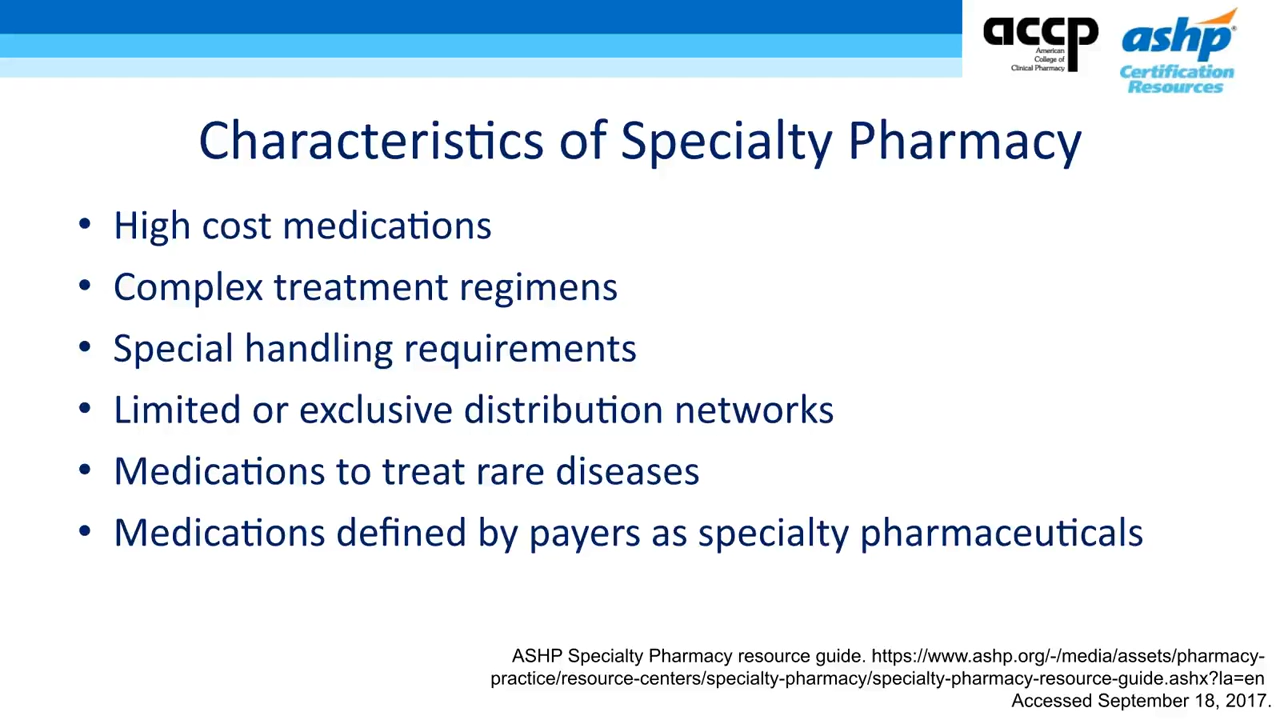 accp
American
College of
Clinical Pharmacy
ashp®
Certification
Resources
Characteristics of Specialty Pharmacy
• High cost medications
• Complex treatment regimens
• Special handling requirements
• Limited or exclusive distribution networks
• Medications to treat rare diseases
• Medications defined by payers as specialty pharmaceuticals
ASHP Specialty Pharmacy resource guide. https://www.ashp.org/-/media/assets/pharmacy-
practice/resource-centers/specialty-pharmacy/specialty-pharmacy-resource-guide.ashx?la=en
Accessed September 18, 2017.